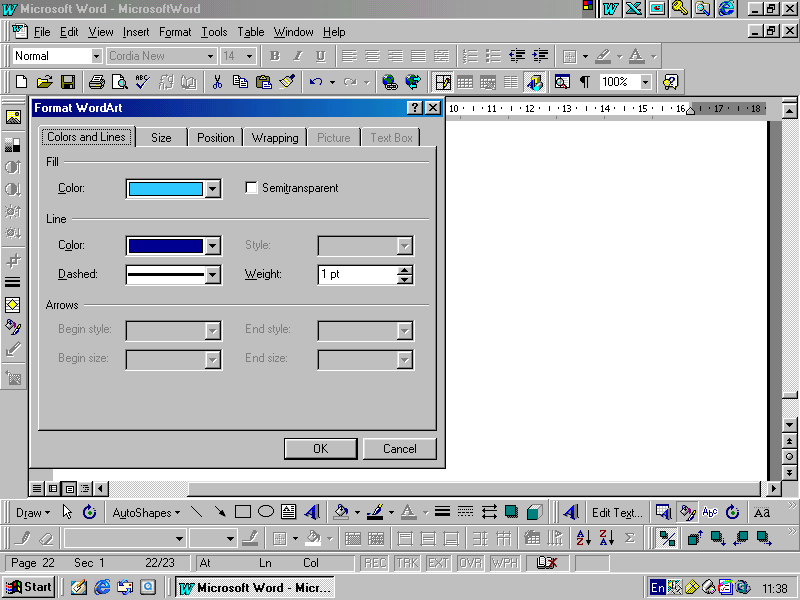 Microsoft Word - MicrosoftWord
File Edit View Insert Format Tools Table Window Help
Normal Cordia New 14 B I U
100%
Format WordArt
10 11 12 13 14 15 16 17 18
Colors and Lines Size Position Wrapping Picture Text Box
Fill
Color: Semitransparent
Line
Color: Style:
Dashed: Weight: 1 pt
Arrows
Begin style: End style:
Begin size: End size:
OK Cancel
Draw AutoShapes Edit Text... Abc Aa
Page 22 Sec 1 22/23 At Ln Col REC TRK EXT OVR WPH
Start Microsoft Word - Micr... En 11:38